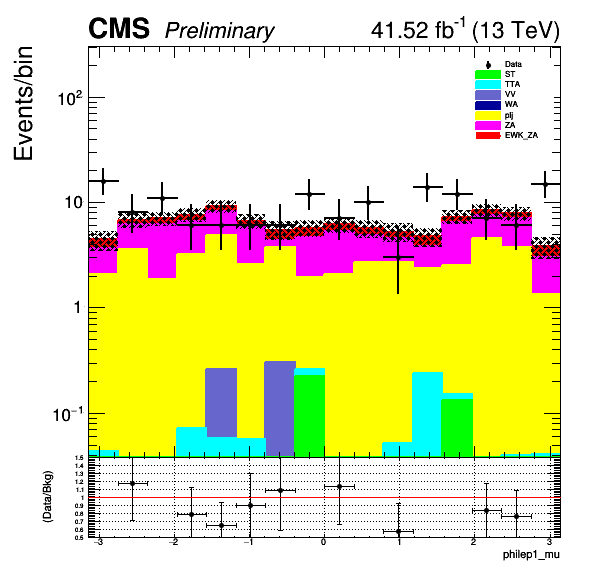 CMS Preliminary 41.52 fb-1 (13 TeV)
Events/bin
10²
10
1
10⁻¹
Data
ST
TTA
VV
WA
plj
ZA
EWK_ZA
(Data/Bkg)
1.5
1.4
1.3
1.2
1.1
1
0.9
0.8
0.7
0.6
0.5
−3 −2 −1 0 1 2 3
philep1_mu